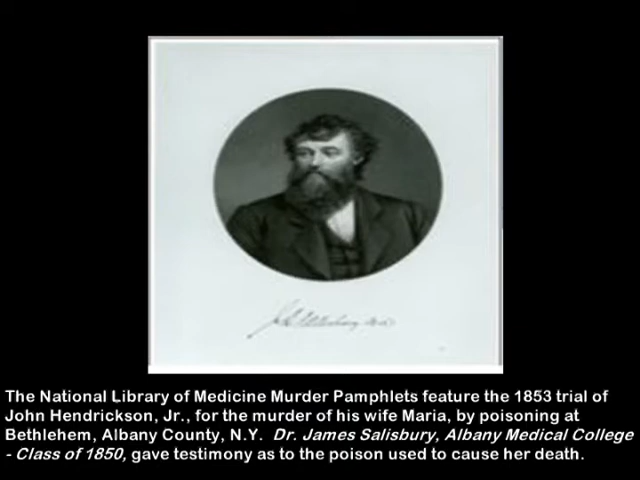 The National Library of Medicine Murder Pamphlets feature the 1853 trial of
John Hendrickson, Jr., for the murder of his wife Maria, by poisoning at
Bethlehem, Albany County, N.Y. Dr. James Salisbury, Albany Medical College
- Class of 1850, gave testimony as to the poison used to cause her death.